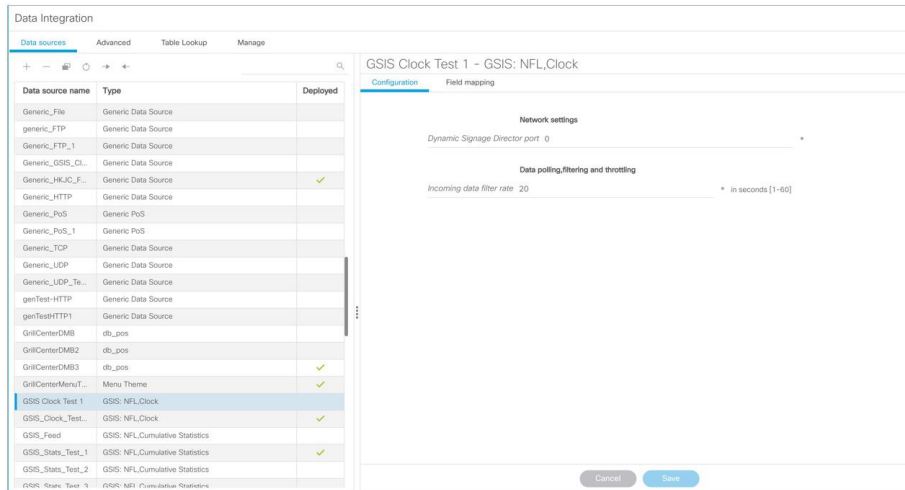 Data Integration
Data sources Advanced Table Lookup Manage
Data source name Type Deployed
Generic_File Generic Data Source
generic_FTP Generic Data Source
Generic_FTP_1 Generic Data Source
Generic_GSIS_Cl... Generic Data Source
Generic_HKJC_F... Generic Data Source
Generic_HTTP Generic Data Source
Generic_PoS Generic PoS
Generic_PoS_1 Generic PoS
Generic_TCP Generic Data Source
Generic_UDP Generic Data Source
Generic_UDP_Te... Generic Data Source
genTest-HTTP Generic Data Source
genTestHTTP1 Generic Data Source
GrillCenterDMB db_pos
GrillCenterDMB2 db_pos
GrillCenterDMB3 db_pos
GrillCenterMenuT... Menu Theme
GSIS Clock Test 1 GSIS: NFL,Clock
GSIS_Clock_Test... GSIS: NFL,Clock
GSIS_Feed GSIS: NFL,Cumulative Statistics
GSIS_Stats_Test_1 GSIS: NFL,Cumulative Statistics
GSIS_Stats_Test_2 GSIS: NFL,Cumulative Statistics
GSIS_Stats_Test_3 GSIS: NFL,Cumulative Statistics
GSIS Clock Test 1 - GSIS: NFL,Clock
Configuration Field mapping
Network settings
Dynamic Signage Director port 0 *
Data polling,filtering and throttling
Incoming data filter rate 20 * in seconds [1-60]
Cancel Save